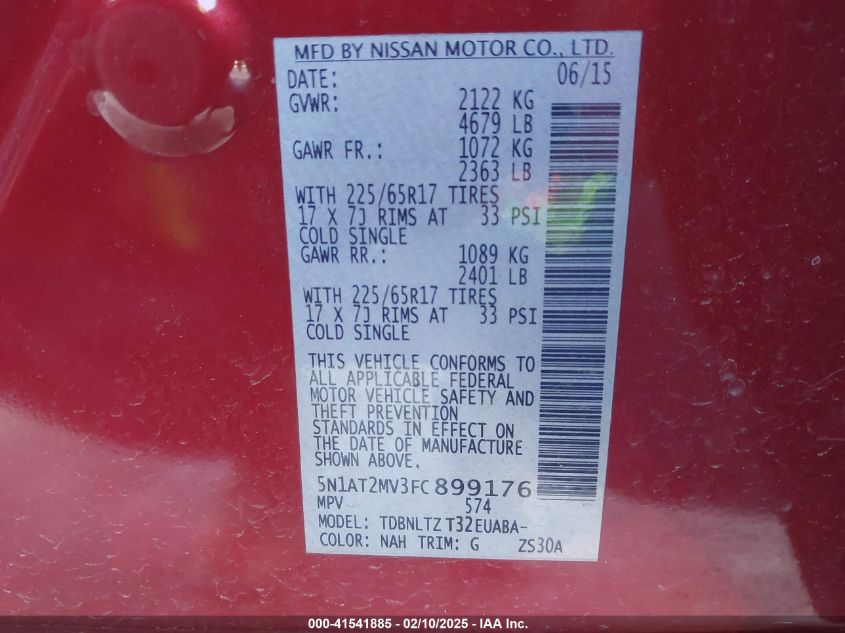 MFD BY NISSAN MOTOR CO., LTD.
DATE: 06/15
GVWR: 2122 KG
4679 LB
GAWR FR.: 1072 KG
2363 LB
WITH 225/65R17 TIRES
17 X 7J RIMS AT 33 PSI
COLD SINGLE
GAWR RR.: 1089 KG
2401 LB
WITH 225/65R17 TIRES
17 X 7J RIMS AT 33 PSI
COLD SINGLE
THIS VEHICLE CONFORMS TO
ALL APPLICABLE FEDERAL
MOTOR VEHICLE SAFETY AND
THEFT PREVENTION
STANDARDS IN EFFECT ON
THE DATE OF MANUFACTURE
SHOWN ABOVE.
5N1AT2MV3FC899176
MPV 574
MODEL: TDBNLTZ T32EUABA-
COLOR: NAH TRIM: G ZS30A
000-41541885 - 02/10/2025 - IAA Inc.